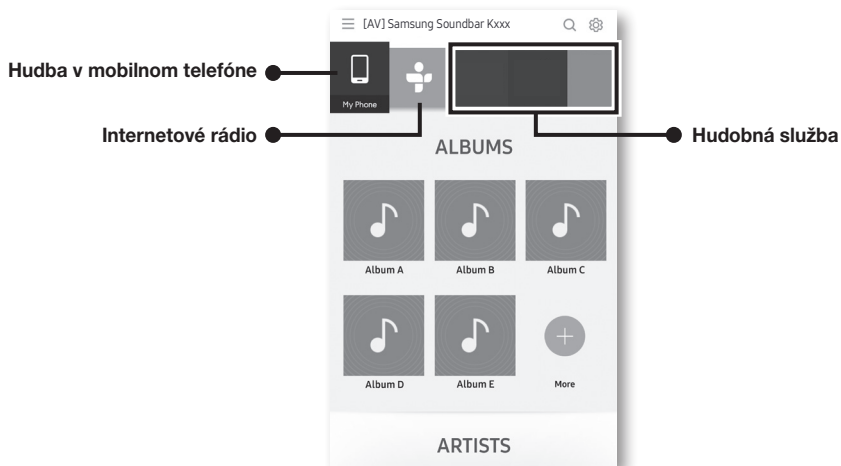 [AV] Samsung Soundbar Kxxx
Hudba v mobilnom telefóne
My Phone
Internetové rádio
Hudobná služba
ALBUMS
Album A
Album B
Album C
Album D
Album E
More
ARTISTS